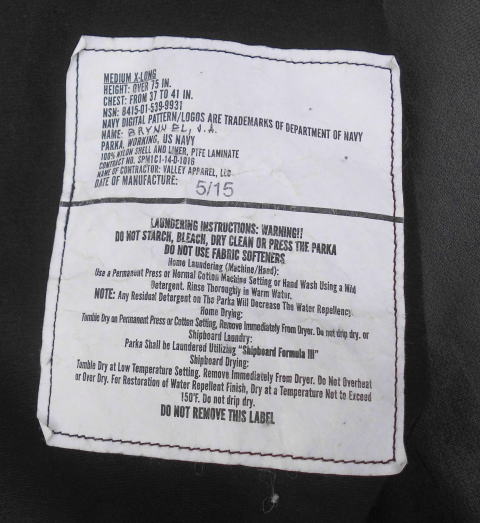 MEDIUM X-LONG
HEIGHT: OVER 75 IN.
CHEST: FROM 37 TO 41 IN.
NSN: 8415-01-539-9931
NAVY DIGITAL PATTERN/LOGOS ARE TRADEMARKS OF DEPARTMENT OF NAVY
NAME: J.A.
PARKA, WORKING, US NAVY
100% NYLON SHELL AND LINER, PTFE LAMINATE
CONTRACT NO. SPM1C1-14-D-1016
NAME OF CONTRACTOR: VALLEY APPAREL, LLC
DATE OF MANUFACTURE: 5/15
LAUNDERING INSTRUCTIONS: WARNING!!
DO NOT STARCH, BLEACH, DRY CLEAN OR PRESS THE PARKA
DO NOT USE FABRIC SOFTENERS
Home Laundering (Machine/Hand):
Use a Permanent Press or Normal Cotton Machine Setting or Hand Wash Using a Mild
Detergent. Rinse Thoroughly in Warm Water.
NOTE: Any Residual Detergent on The Parka Will Decrease The Water Repellency.
Home Drying:
Tumble Dry on Permanent Press or Cotton Setting, Remove Immediately From Dryer. Do not drip dry. or
Shipboard Laundry:
Parka Shall be Laundered Utilizing "Shipboard Formula III"
Shipboard Drying:
Tumble Dry at Low Temperature Setting. Remove Immediately From Dryer. Do Not Overheat
or Over Dry. For Restoration of Water Repellent Finish, Dry at a Temperature Not to Exceed
150°F. Do not drip dry.
DO NOT REMOVE THIS LABEL